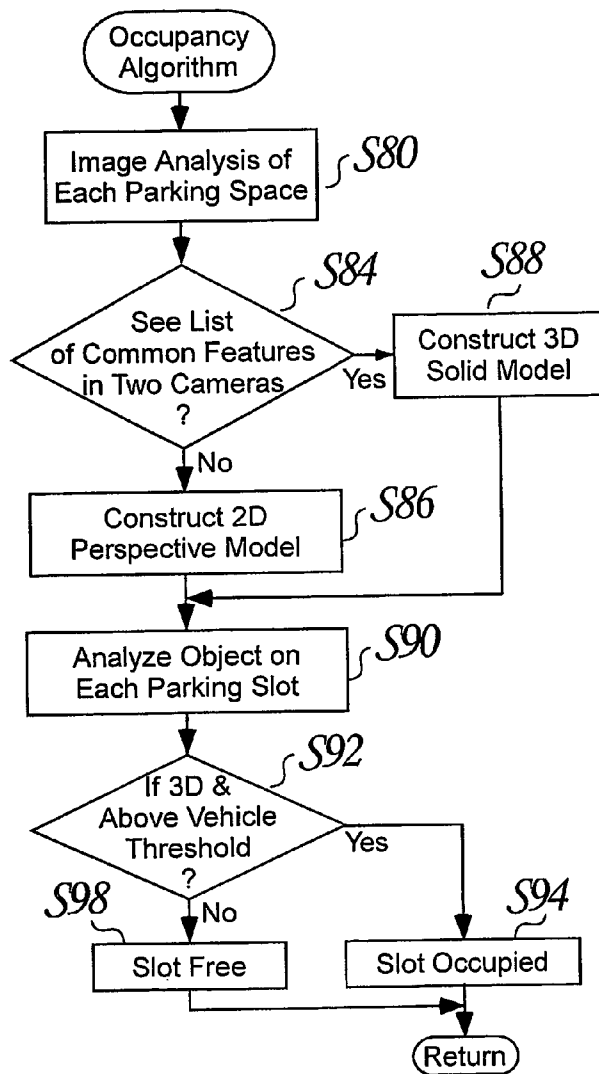 Occupancy
Algorithm
Image Analysis of
Each Parking Space
S80
See List
of Common Features
in Two Cameras
?
S84
Yes
Construct 3D
Solid Model
S88
No
Construct 2D
Perspective Model
S86
Analyze Object on
Each Parking Slot
S90
If 3D &
Above Vehicle
Threshold
?
S92
Yes
No
S98
Slot Free
S94
Slot Occupied
Return